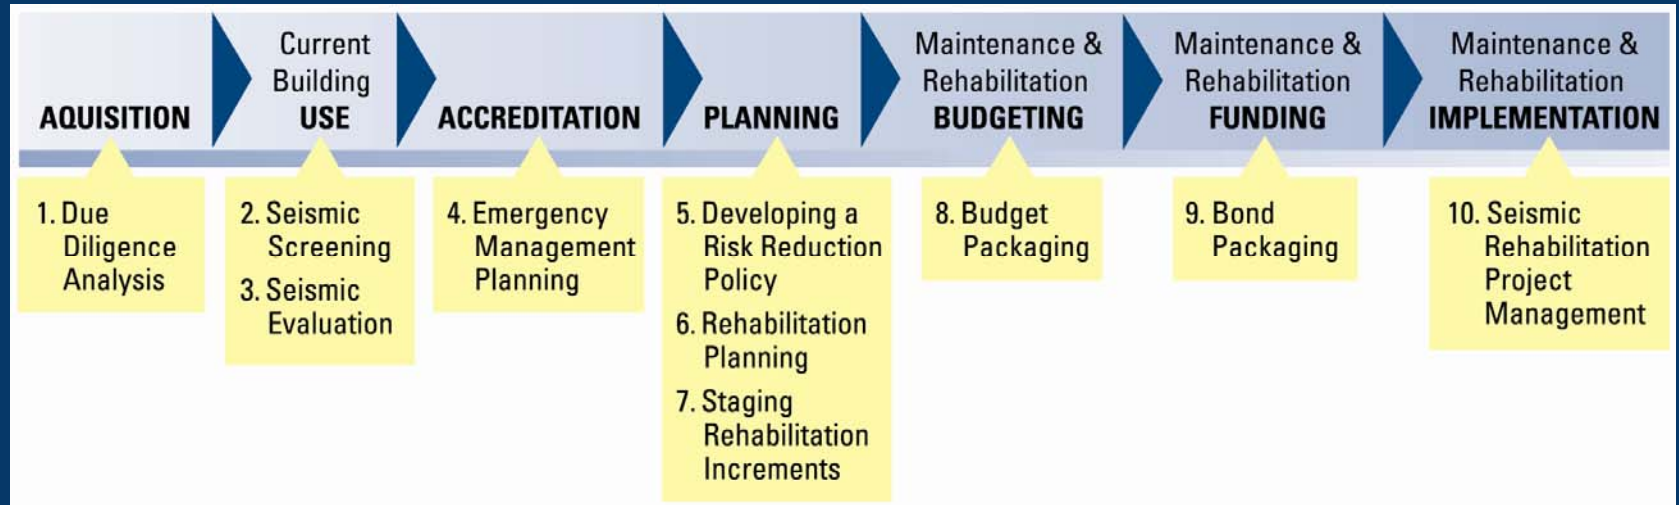 AQUISITION
Current
Building
USE
ACCREDITATION
PLANNING
Maintenance &
Rehabilitation
BUDGETING
Maintenance &
Rehabilitation
FUNDING
Maintenance &
Rehabilitation
IMPLEMENTATION
1. Due
Diligence
Analysis
2. Seismic
Screening
3. Seismic
Evaluation
4. Emergency
Management
Planning
5. Developing a
Risk Reduction
Policy
6. Rehabilitation
Planning
7. Staging
Rehabilitation
Increments
8. Budget
Packaging
9. Bond
Packaging
10. Seismic
Rehabilitation
Project
Management